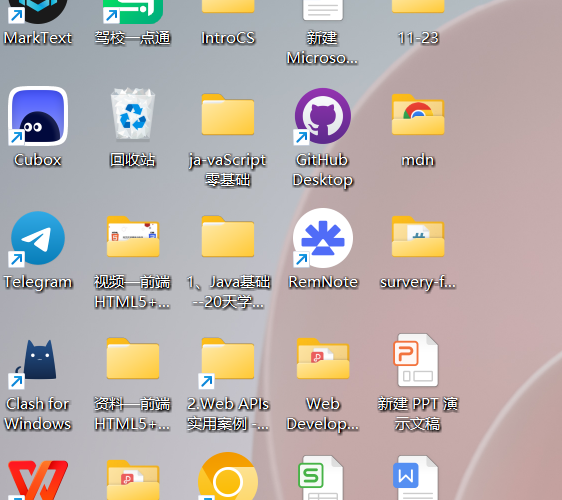 MarkText
驾校一点通
IntroCS
新建
Microso...
11-23
Cubox
回收站
ja-vaScript
零基础
GitHub
Desktop
mdn
Telegram
视频—前端
HTML5+...
1、Java基础
--20天学...
RemNote
survery-f...
Clash for
Windows
资料—前端
HTML5+...
2.Web APIs
实用案例 -...
Web
Develop...
新建 PPT 演
示文稿